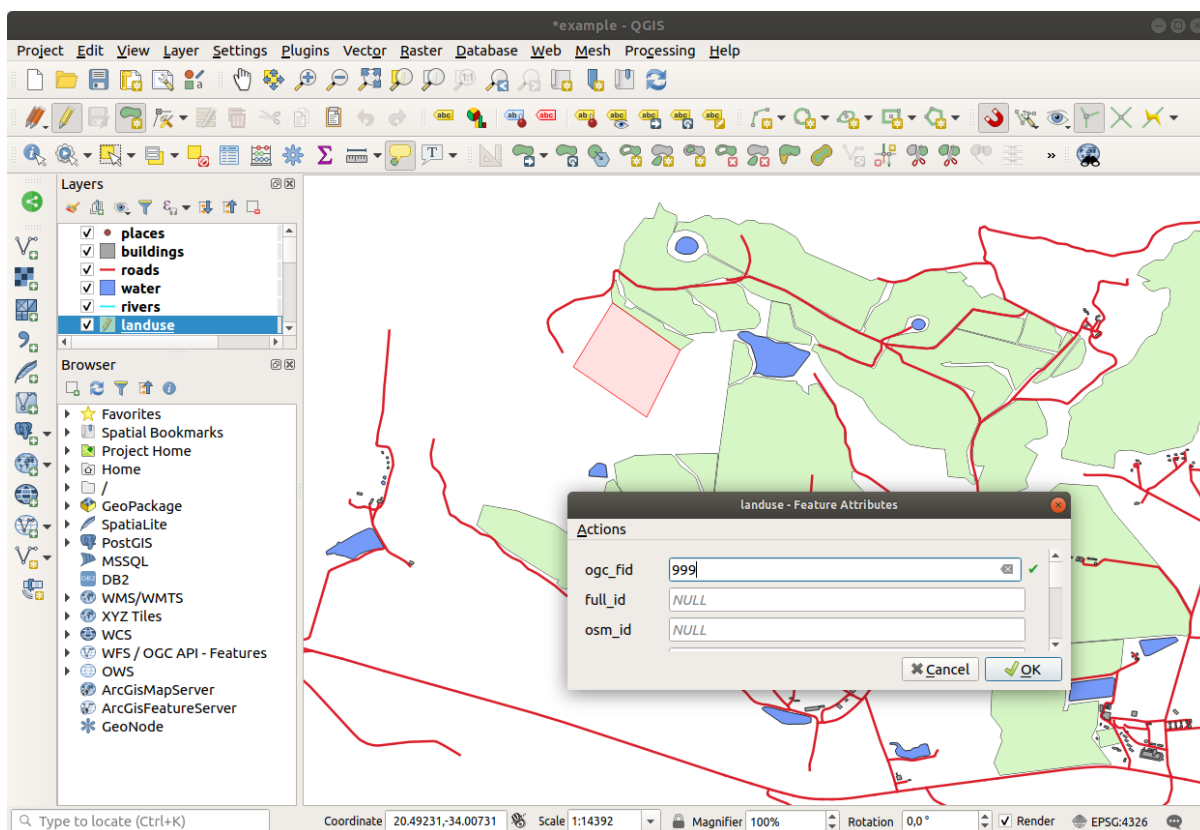 *example - QGIS
Project Edit View Layer Settings Plugins Vector Raster Database Web Mesh Processing Help
Layers
places
buildings
roads
water
rivers
landuse
Browser
Favorites
Spatial Bookmarks
Project Home
Home
/
GeoPackage
SpatiaLite
PostGIS
MSSQL
DB2
WMS/WMTS
XYZ Tiles
WCS
WFS / OGC API - Features
OWS
ArcGisMapServer
ArcGisFeatureServer
GeoNode
landuse - Feature Attributes
Actions
ogc_fid 999
full_id NULL
osm_id NULL
Cancel OK
Type to locate (Ctrl+K) Coordinate 20.49231,-34.00731 Scale 1:14392 Magnifier 100% Rotation 0,0 ° Render EPSG:4326